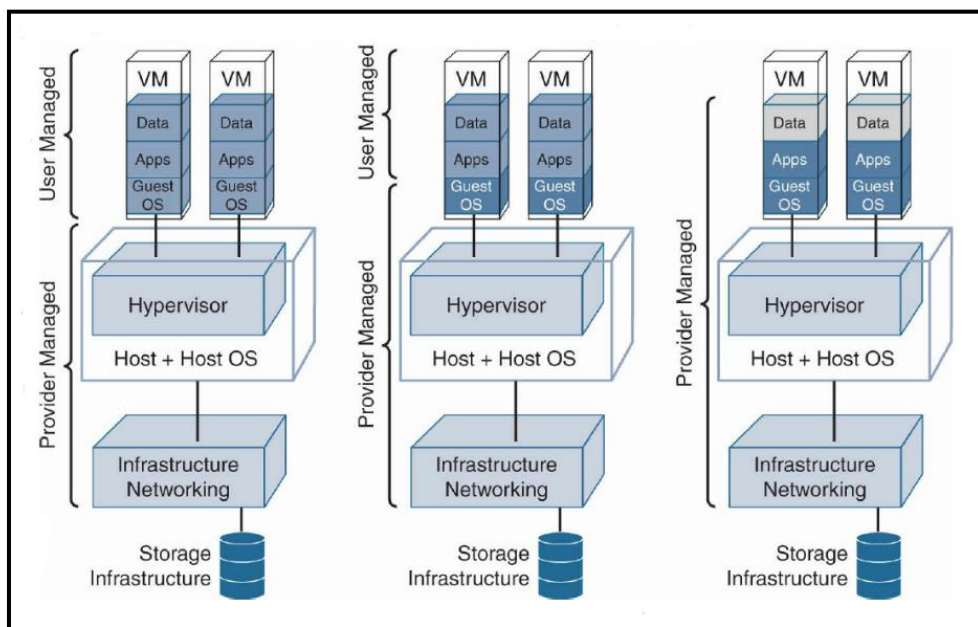 User Managed
VM
VM
Data
Data
Apps
Apps
Guest
OS
Guest
OS
Provider Managed
Hypervisor
Host + Host OS
Infrastructure
Networking
Storage
Infrastructure
User Managed
VM
VM
Data
Data
Apps
Apps
Guest
OS
Guest
OS
Provider Managed
Hypervisor
Host + Host OS
Infrastructure
Networking
Storage
Infrastructure
VM
VM
Data
Data
Apps
Apps
Guest
OS
Guest
OS
Provider Managed
Hypervisor
Host + Host OS
Infrastructure
Networking
Storage
Infrastructure